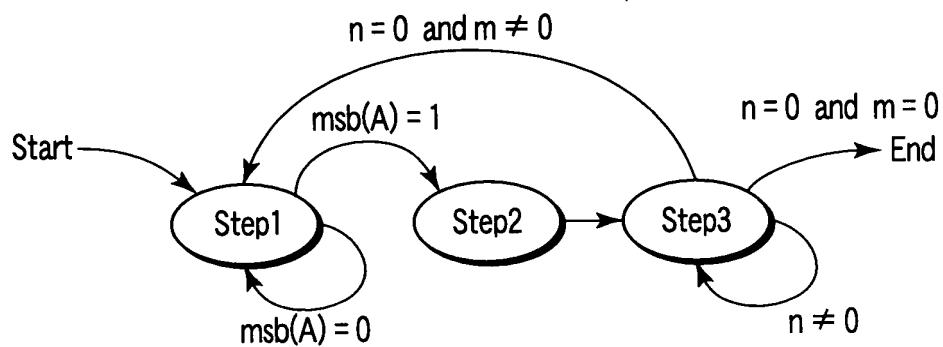 n = 0 and m ≠ 0
n = 0 and m = 0
msb(A) = 1
Start
End
Step1
Step2
Step3
msb(A) = 0
n ≠ 0